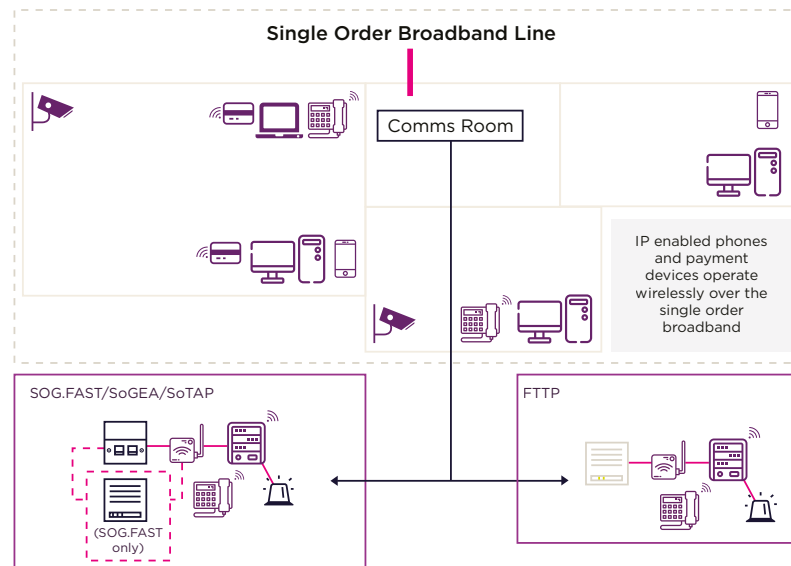 Single Order Broadband Line
Comms Room
IP enabled phones
and payment
devices operate
wirelessly over the
single order
broadband
SOG.FAST/SoGEA/SoTAP
(SOG.FAST
only)
FTTP